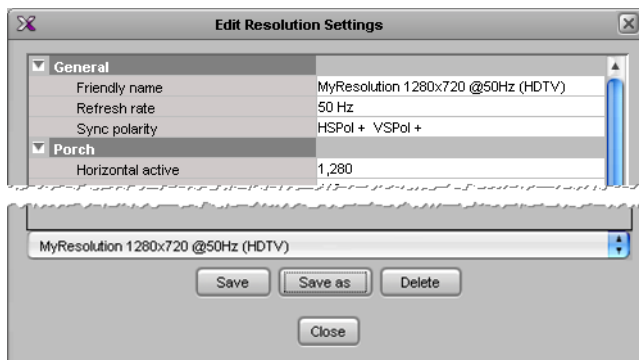 Edit Resolution Settings
General
Friendly name MyResolution 1280x720 @50Hz (HDTV)
Refresh rate 50 Hz
Sync polarity HSPol + VSPol +
Porch
Horizontal active 1,280
MyResolution 1280x720 @50Hz (HDTV)
Save Save as Delete
Close